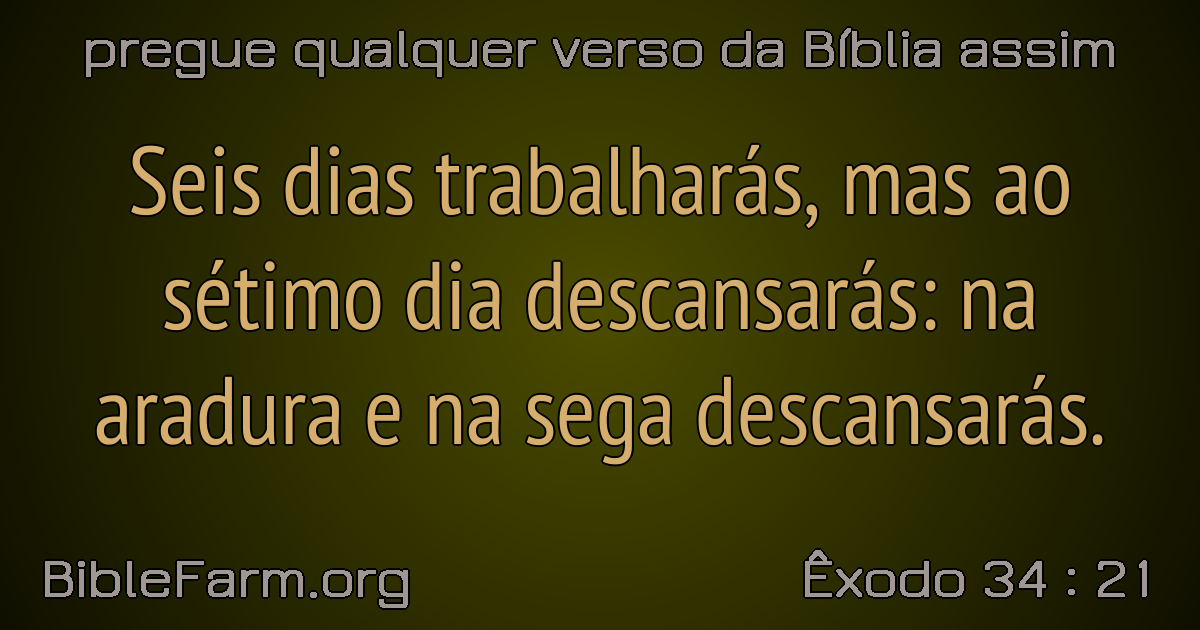 pregue qualquer verso da Bíblia assim
Seis dias trabalharás, mas ao
sétimo dia descansarás: na
aradura e na sega descansarás.
BibleFarm.org
Êxodo 34 : 21